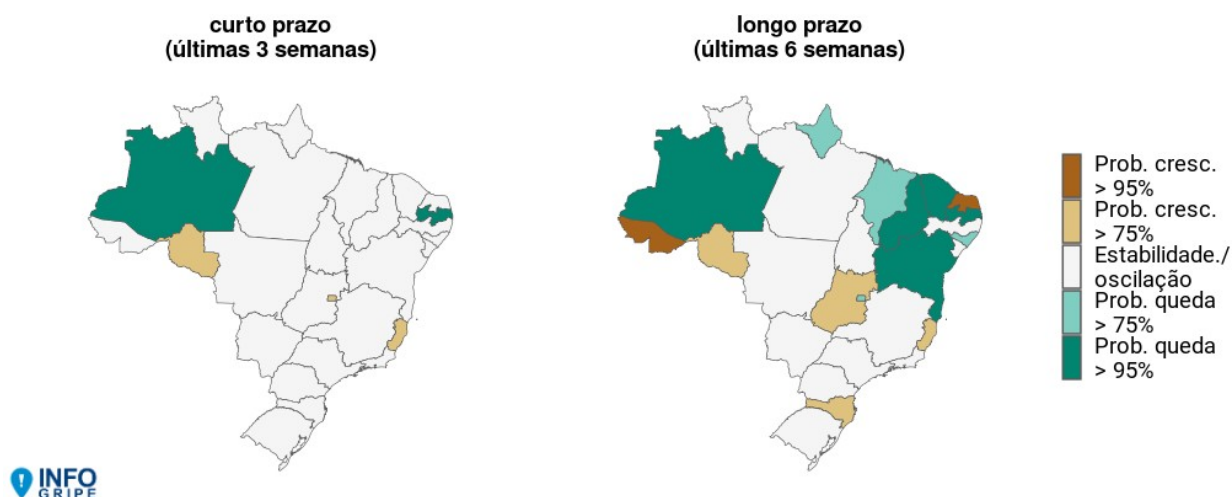 curto prazo
(últimas 3 semanas)
longo prazo
(últimas 6 semanas)
Prob. cresc.
> 95%
Prob. cresc.
> 75%
Estabilidade./
oscilação
Prob. queda
> 75%
Prob. queda
> 95%
INFO
GRIPE